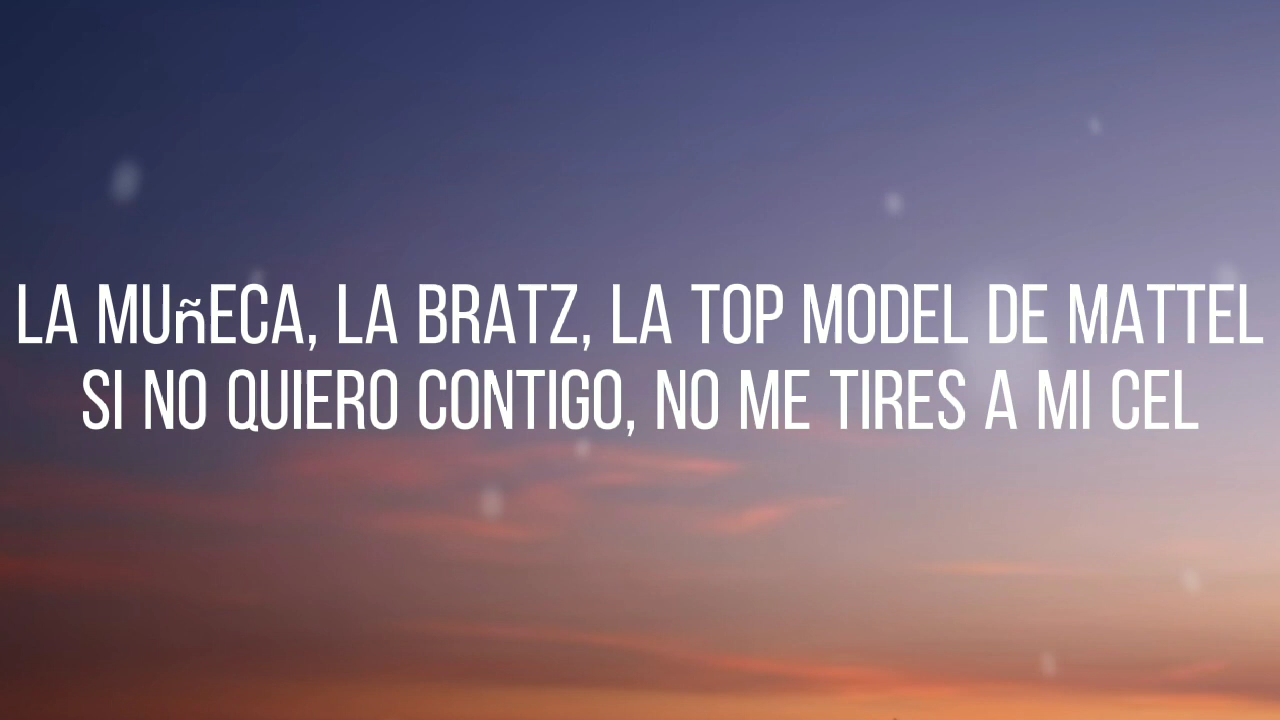 LA MUñECA, LA BRATZ, LA TOP MODEL DE MATTEL
SI NO QUIERO CONTIGO, NO ME TIRES A MI CEL